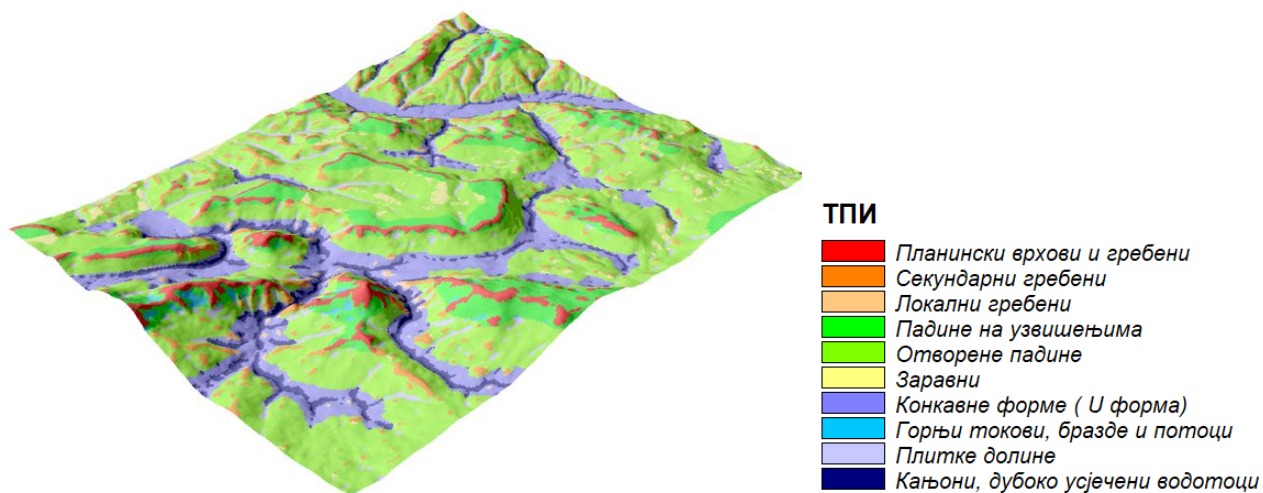 ТПИ
Планински врхови и гребени
Секундарни гребени
Локални гребени
Падине на узвишењима
Отворене падине
Заравни
Конкавне форме ( U форма)
Горњи токови, бразде и потоци
Плитке долине
Кањони, дубоко усјечени водотоци